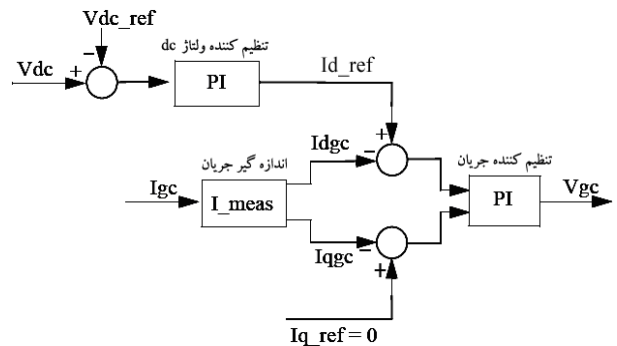 Vdc_ref
تنظیم کننده ولتاژ dc
−
Vdc
+
PI
Id_ref
+
Idgc
−
اندازه گیر جریان
تنظیم کننده جریان
Igc
I_meas
PI
Vgc
Iqgc
−
+
Iq_ref = 0